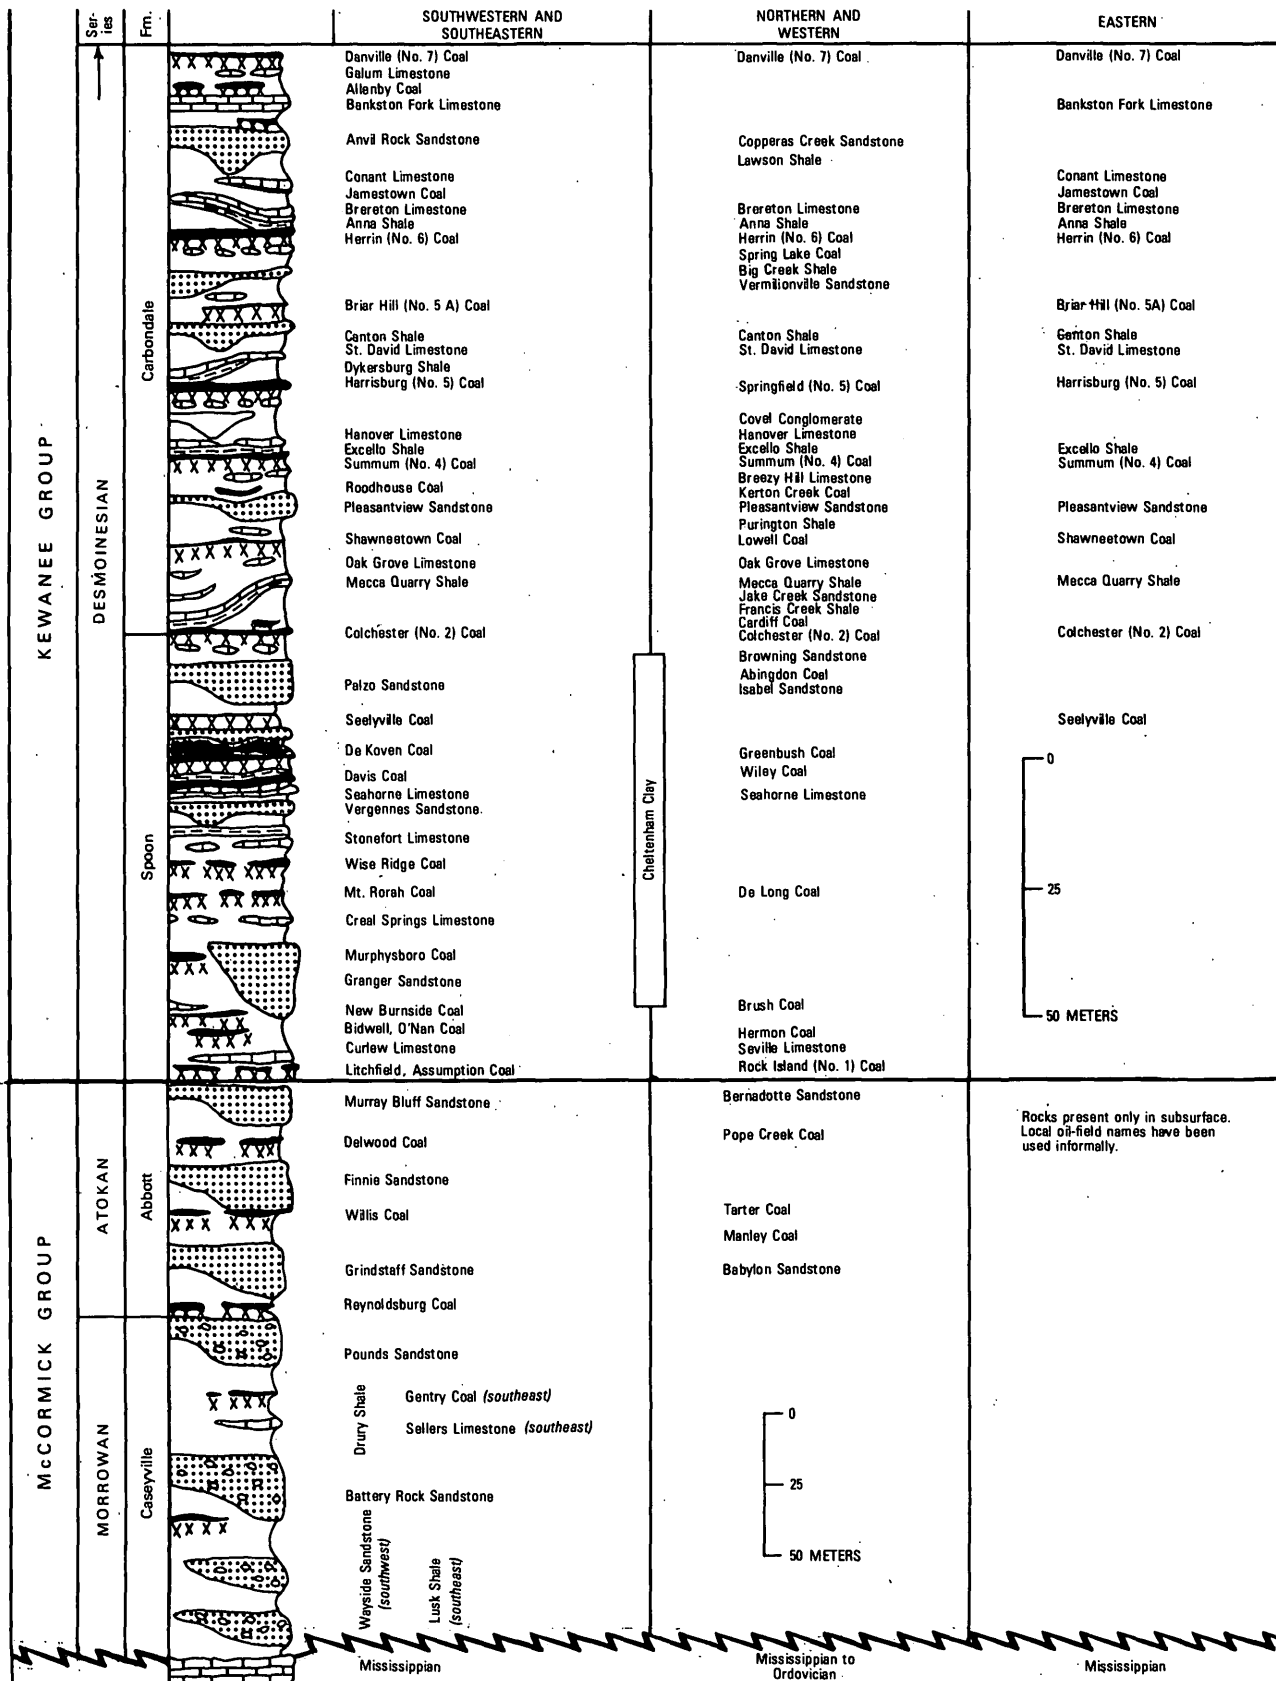 Ser-
ies
Fm.
SOUTHWESTERN AND
SOUTHEASTERN
NORTHERN AND
WESTERN
EASTERN
KEWANEE GROUP
McCORMICK GROUP
DESMOINESIAN
ATOKAN
MORROWAN
Carbondale
Spoon
Abbott
Caseyville
Danville (No. 7) Coal
Galum Limestone
Allenby Coal
Bankston Fork Limestone
Anvil Rock Sandstone
Conant Limestone
Jamestown Coal
Brereton Limestone
Anna Shale
Herrin (No. 6) Coal
Briar Hill (No. 5 A) Coal
Canton Shale
St. David Limestone
Dykersburg Shale
Harrisburg (No. 5) Coal
Hanover Limestone
Excello Shale
Summum (No. 4) Coal
Roodhouse Coal
Pleasantview Sandstone
Shawneetown Coal
Oak Grove Limestone
Mecca Quarry Shale
Colchester (No. 2) Coal
Palzo Sandstone
Seelyville Coal
De Koven Coal
Davis Coal
Seahorne Limestone
Vergennes Sandstone
Stonefort Limestone
Wise Ridge Coal
Mt. Rorah Coal
Creal Springs Limestone
Murphysboro Coal
Granger Sandstone
New Burnside Coal
Bidwell, O'Nan Coal
Curlew Limestone
Litchfield, Assumption Coal
Murray Bluff Sandstone
Delwood Coal
Finnie Sandstone
Willis Coal
Grindstaff Sandstone
Reynoldsburg Coal
Pounds Sandstone
Drury Shale
Gentry Coal (southeast)
Sellers Limestone (southeast)
Battery Rock Sandstone
Wayside Sandstone
(southwest)
Lusk Shale
(southeast)
Mississippian
Cheltenham Clay
Danville (No. 7) Coal
Copperas Creek Sandstone
Lawson Shale
Brereton Limestone
Anna Shale
Herrin (No. 6) Coal
Spring Lake Coal
Big Creek Shale
Vermilionville Sandstone
Canton Shale
St. David Limestone
Springfield (No. 5) Coal
Covel Conglomerate
Hanover Limestone
Excello Shale
Summum (No. 4) Coal
Breezy Hill Limestone
Kerton Creek Coal
Pleasantview Sandstone
Purington Shale
Lowell Coal
Oak Grove Limestone
Mecca Quarry Shale
Jake Creek Sandstone
Francis Creek Shale
Cardiff Coal
Colchester (No. 2) Coal
Browning Sandstone
Abingdon Coal
Isabel Sandstone
Greenbush Coal
Wiley Coal
Seahorne Limestone
De Long Coal
Brush Coal
Hermon Coal
Seville Limestone
Rock Island (No. 1) Coal
Bernadotte Sandstone
Pope Creek Coal
Tarter Coal
Manley Coal
Babylon Sandstone
0
25
50 METERS
Mississippian to
Ordovician
Danville (No. 7) Coal
Bankston Fork Limestone
Conant Limestone
Jamestown Coal
Brereton Limestone
Anna Shale
Herrin (No. 6) Coal
Briar Hill (No. 5A) Coal
Canton Shale
St. David Limestone
Harrisburg (No. 5) Coal
Excello Shale
Summum (No. 4) Coal
Pleasantview Sandstone
Shawneetown Coal
Mecca Quarry Shale
Colchester (No. 2) Coal
Seelyville Coal
0
25
50 METERS
Rocks present only in subsurface.
Local oil-field names have been
used informally.
Mississippian